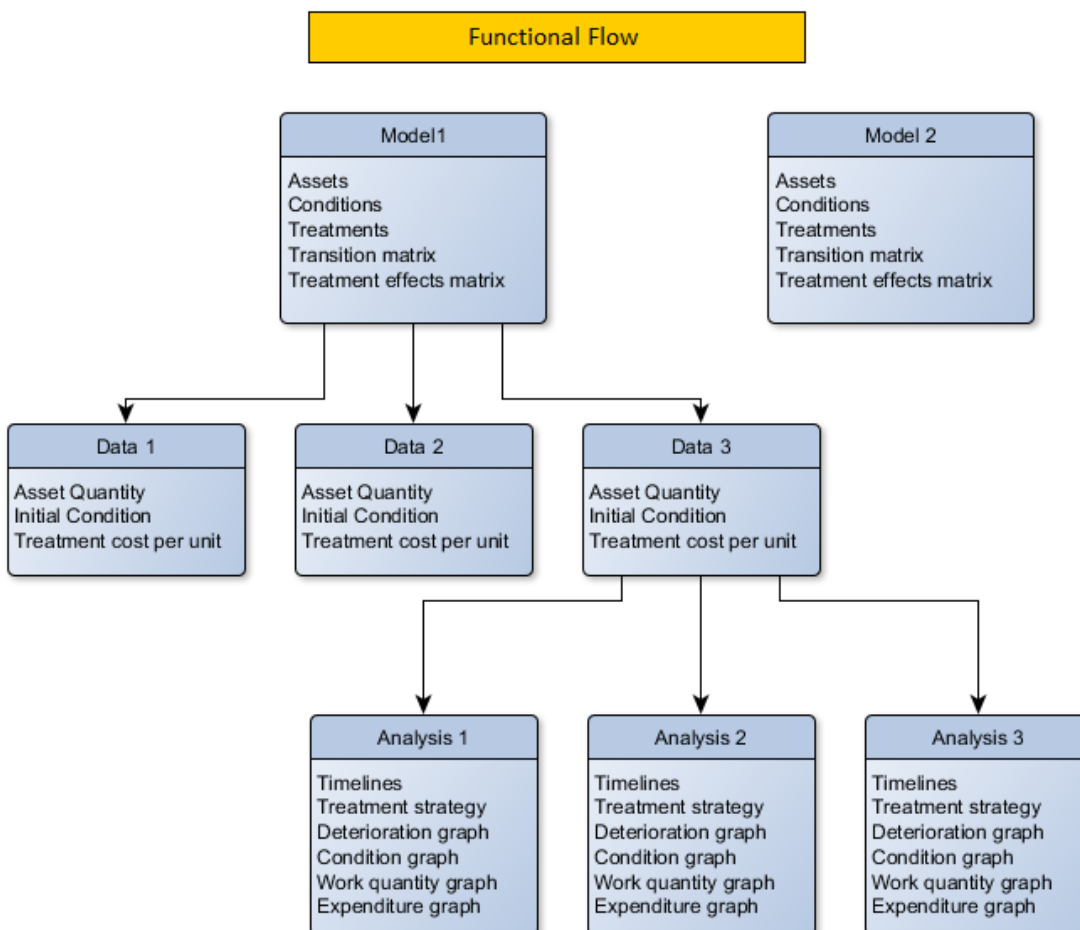 Functional Flow
Model1
Assets
Conditions
Treatments
Transition matrix
Treatment effects matrix
Model 2
Assets
Conditions
Treatments
Transition matrix
Treatment effects matrix
Data 1
Asset Quantity
Initial Condition
Treatment cost per unit
Data 2
Asset Quantity
Initial Condition
Treatment cost per unit
Data 3
Asset Quantity
Initial Condition
Treatment cost per unit
Analysis 1
Timelines
Treatment strategy
Deterioration graph
Condition graph
Work quantity graph
Expenditure graph
Analysis 2
Timelines
Treatment strategy
Deterioration graph
Condition graph
Work quantity graph
Expenditure graph
Analysis 3
Timelines
Treatment strategy
Deterioration graph
Condition graph
Work quantity graph
Expenditure graph